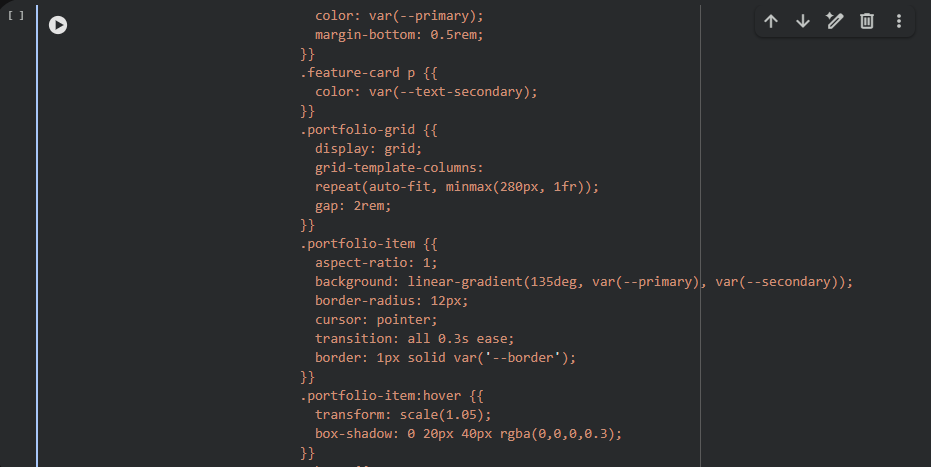 [ ]
color: var(--primary);
margin-bottom: 0.5rem;
}}
.feature-card p {{
color: var(--text-secondary);
}}
.portfolio-grid {{
display: grid;
grid-template-columns:
repeat(auto-fit, minmax(280px, 1fr));
gap: 2rem;
}}
.portfolio-item {{
aspect-ratio: 1;
background: linear-gradient(135deg, var(--primary), var(--secondary));
border-radius: 12px;
cursor: pointer;
transition: all 0.3s ease;
border: 1px solid var('--border');
}}
.portfolio-item:hover {{
transform: scale(1.05);
box-shadow: 0 20px 40px rgba(0,0,0,0.3);
}}